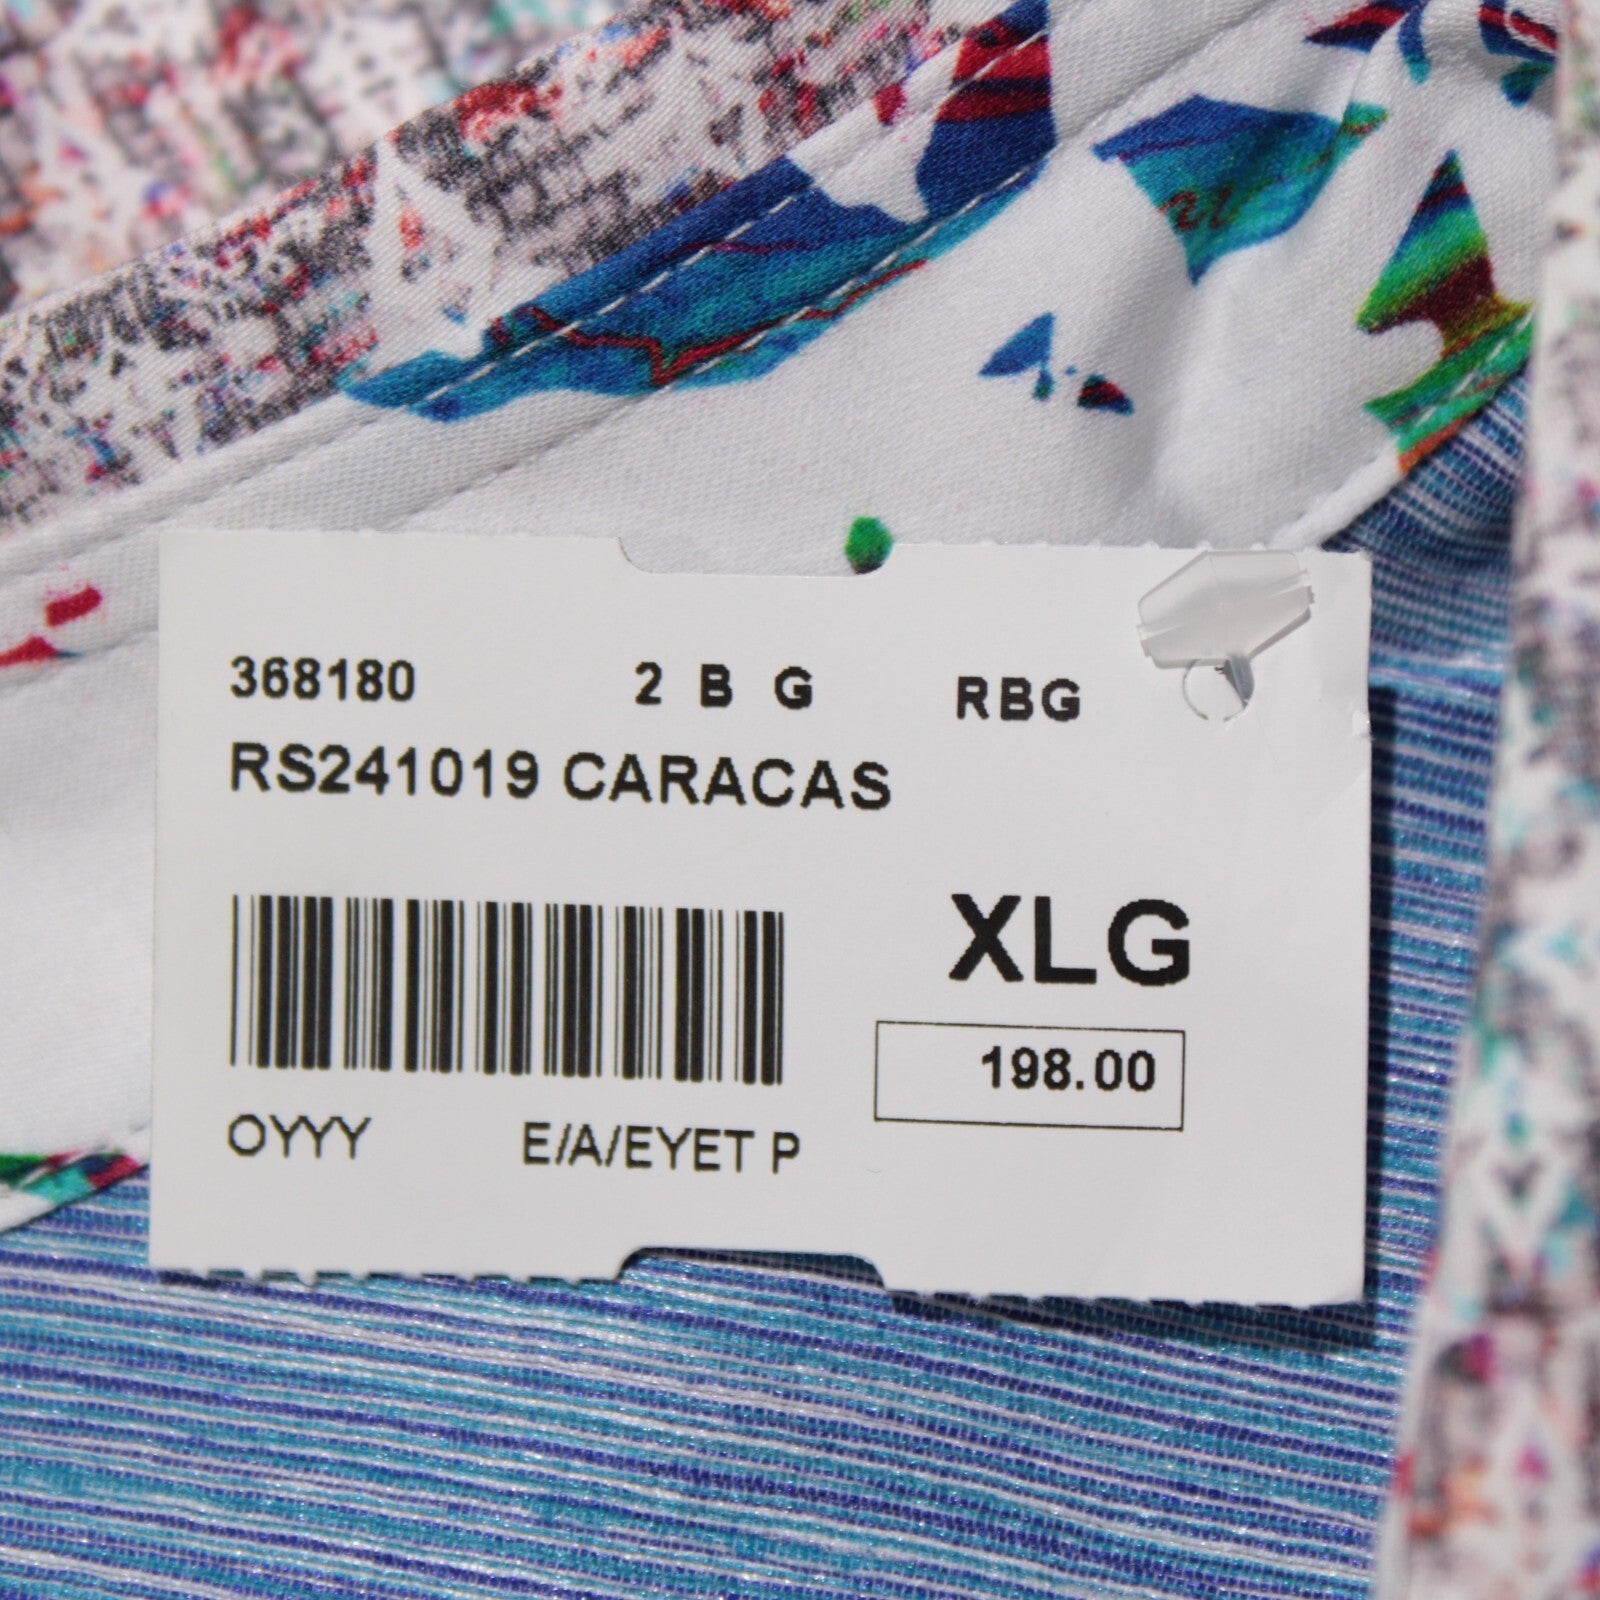 368180 2 B G RBG
RS241019 CARACAS
XLG
198.00
OYYY E/A/EYET P